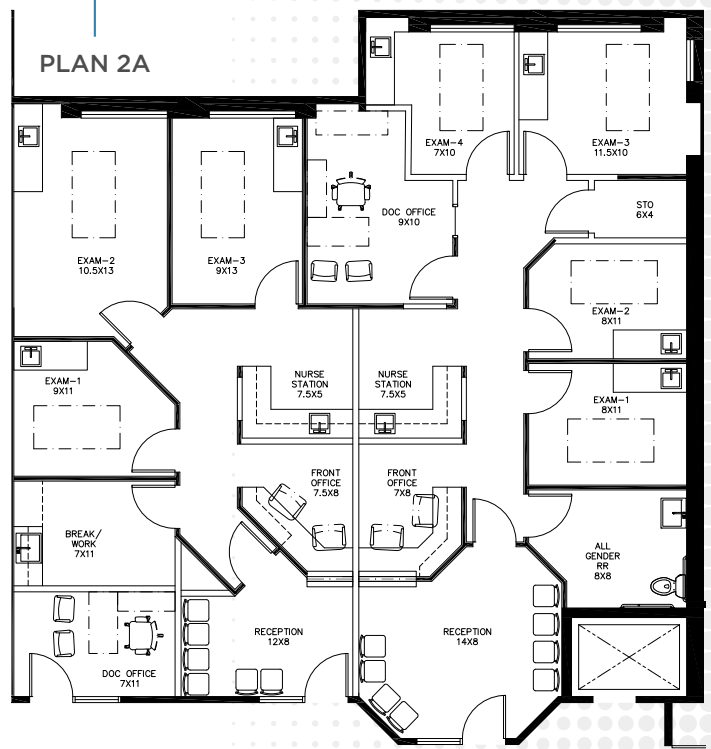 PLAN 2A
EXAM-4
7X10
EXAM-3
11.5X10
DOC OFFICE
9X10
STO
6X4
EXAM-2
10.5X13
EXAM-3
9X13
EXAM-2
8X11
EXAM-1
9X11
NURSE
STATION
7.5X5
NURSE
STATION
7.5X5
EXAM-1
8X11
FRONT
OFFICE
7.5X8
FRONT
OFFICE
7X8
BREAK/
WORK
7X11
ALL
GENDER
RR
8X8
RECEPTION
12X8
RECEPTION
14X8
DOC OFFICE
7X11